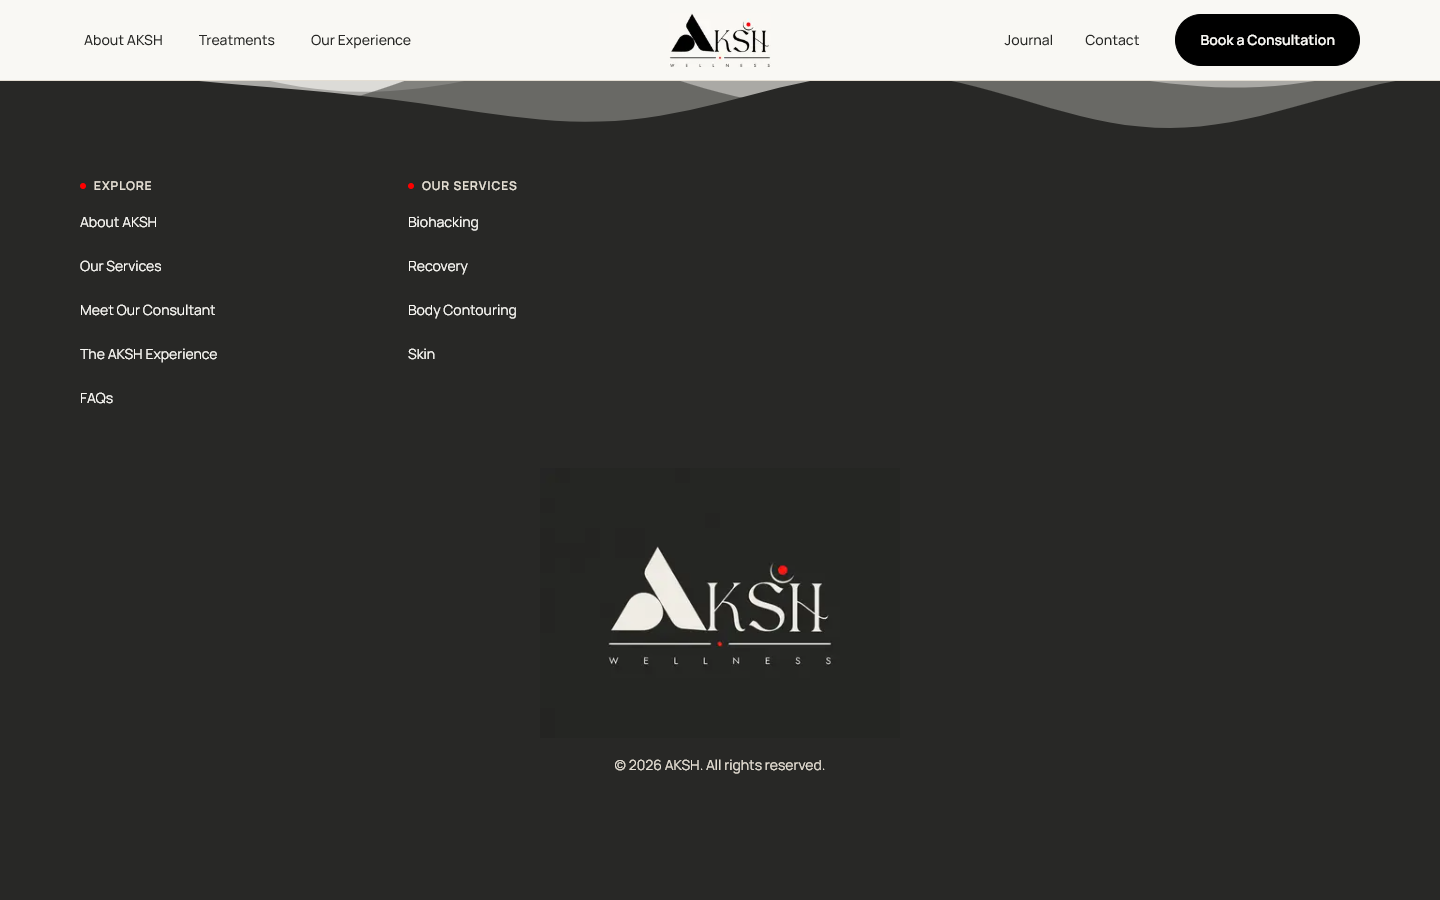 About AKSH
Treatments
Our Experience
AKSH
WELLNESS
Journal
Contact
Book a Consultation
EXPLORE
About AKSH
Our Services
Meet Our Consultant
The AKSH Experience
FAQs
OUR SERVICES
Biohacking
Recovery
Body Contouring
Skin
AKSH
WELLNESS
© 2026 AKSH. All rights reserved.